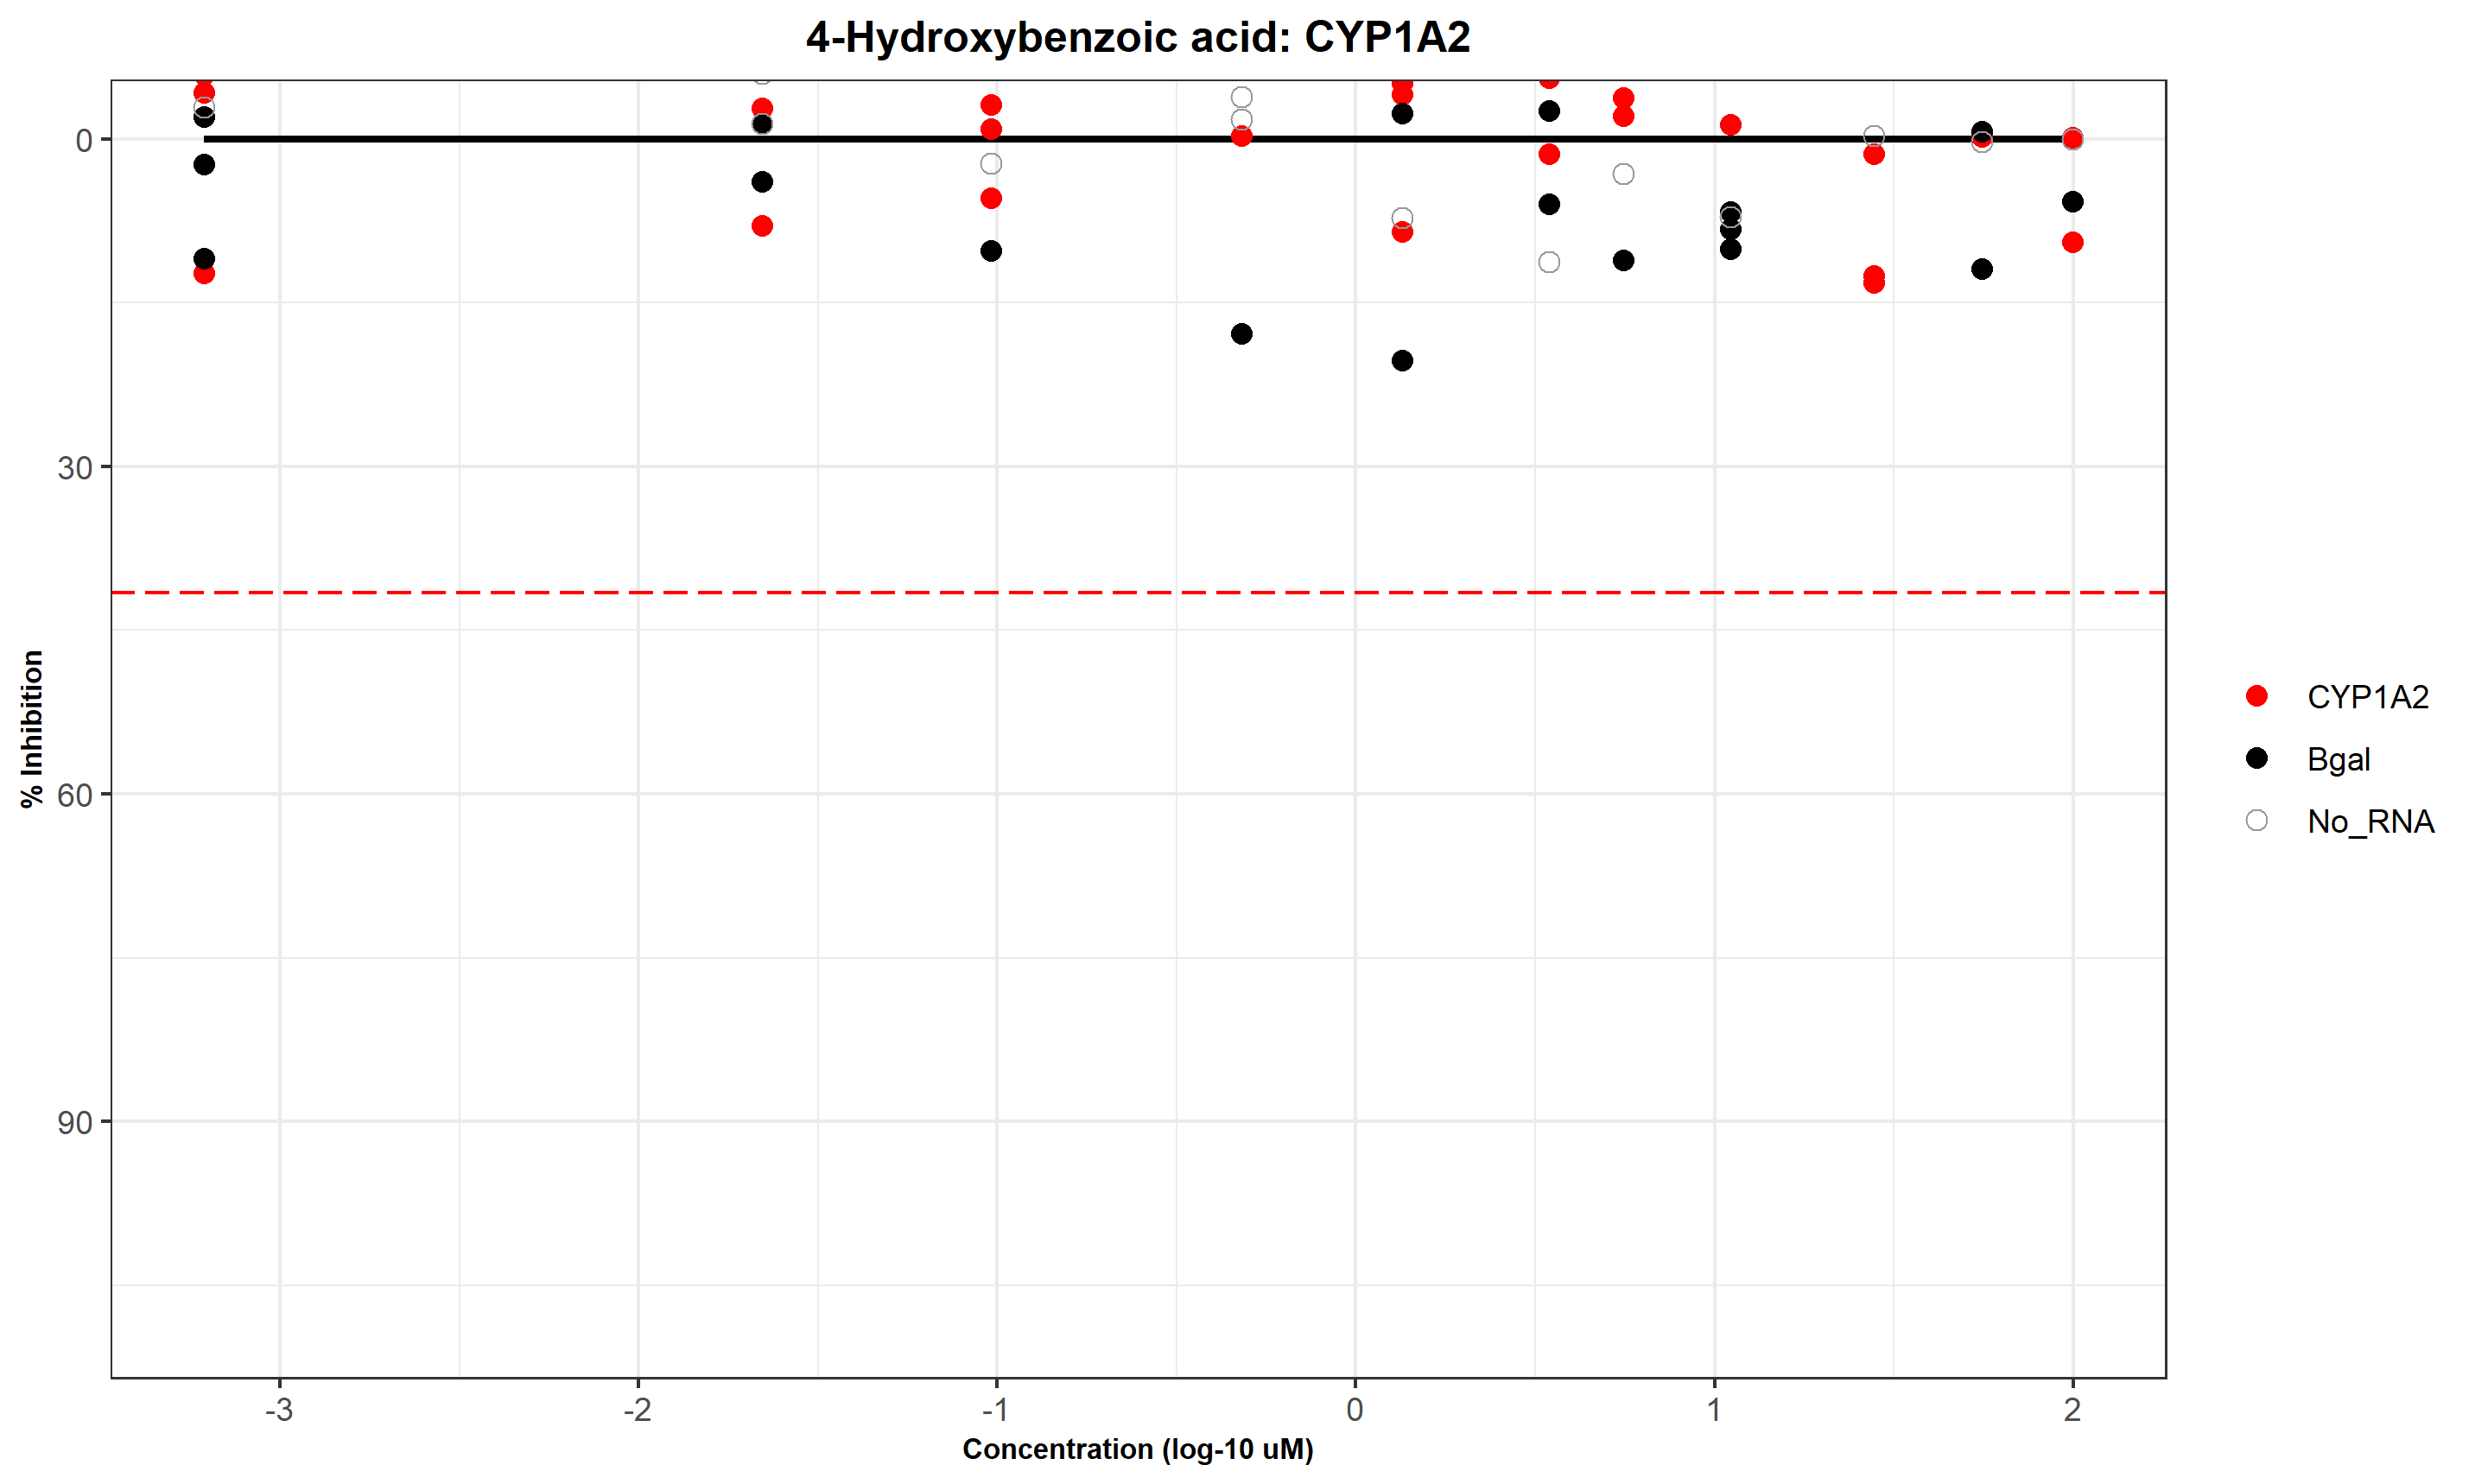 4-Hydroxybenzoic acid: CYP1A2
% Inhibition
0
30
60
90
-3
-2
-1
0
1
2
Concentration (log-10 uM)
CYP1A2
Bgal
No_RNA